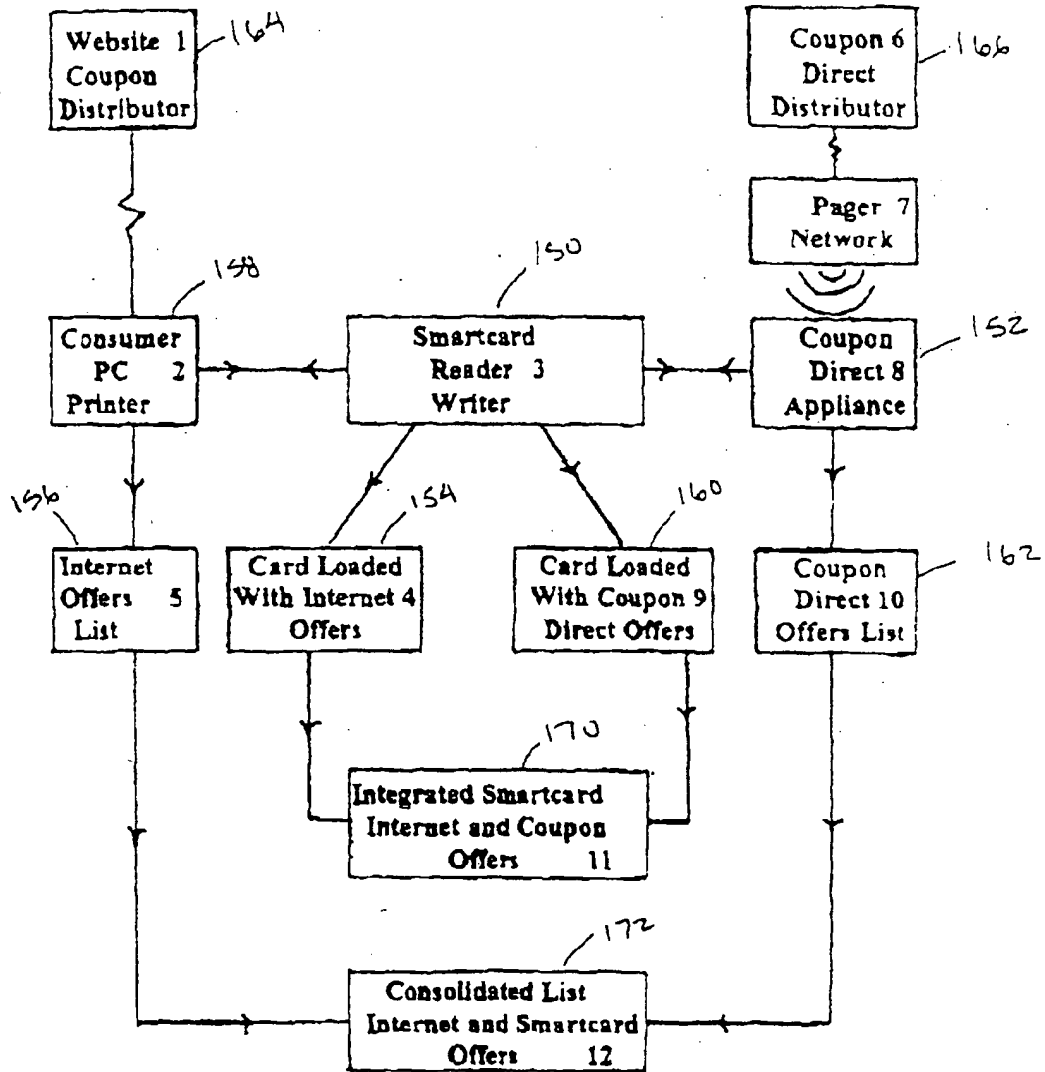 Website 1
Coupon
Distributor
164
Coupon 6
Direct
Distributor
166
Pager 7
Network
158
150
152
Consumer
PC 2
Printer
Smartcard
Reader 3
Writer
Coupon
Direct 8
Appliance
156
154
160
162
Internet
Offers 5
List
Card Loaded
With Internet 4
Offers
Card Loaded
With Coupon 9
Direct Offers
Coupon
Direct 10
Offers List
170
Integrated Smartcard
Internet and Coupon
Offers 11
172
Consolidated List
Internet and Smartcard
Offers 12